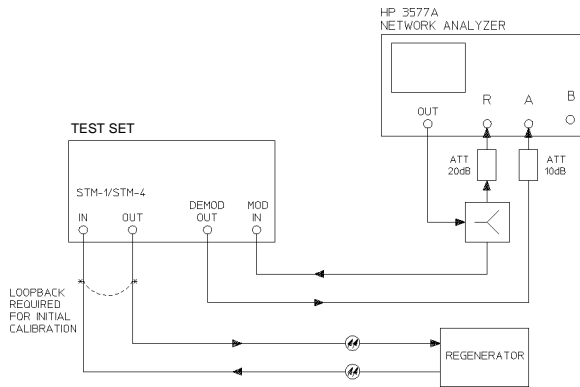 HP 3577A
NETWORK ANALYZER
OUT
R
A
B
ATT
20dB
ATT
10dB
TEST SET
STM-1/STM-4
IN
OUT
DEMOD
OUT
MOD
IN
LOOPBACK
REQUIRED
FOR INITIAL
CALIBRATION
REGENERATOR